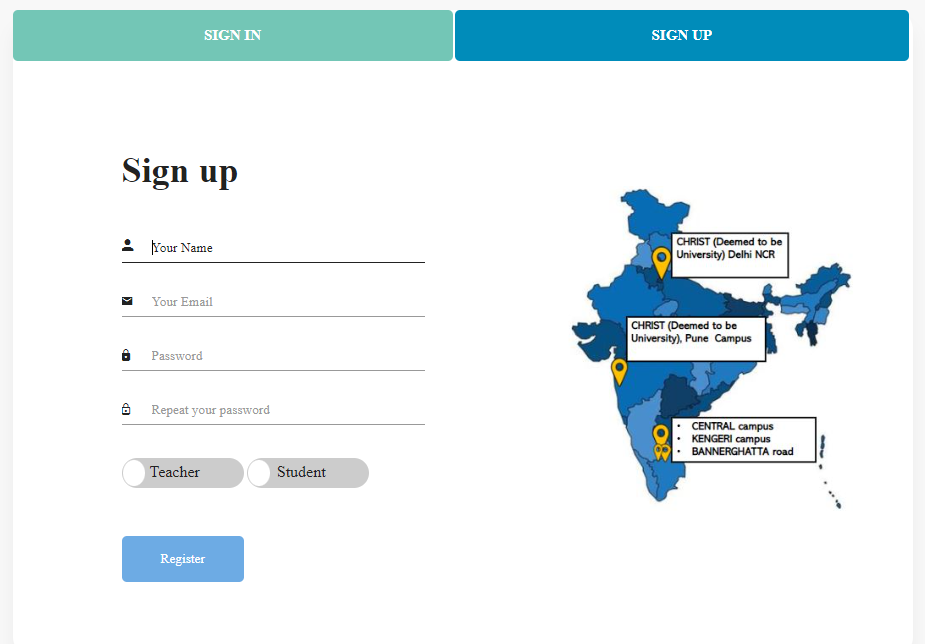 SIGN IN
SIGN UP
Sign up
Your Name
Your Email
Password
Repeat your password
Teacher
Student
Register
CHRIST (Deemed to be
University) Delhi NCR
CHRIST (Deemed to be
University), Pune Campus
• CENTRAL campus
• KENGERI campus
• BANNERGHATTA road